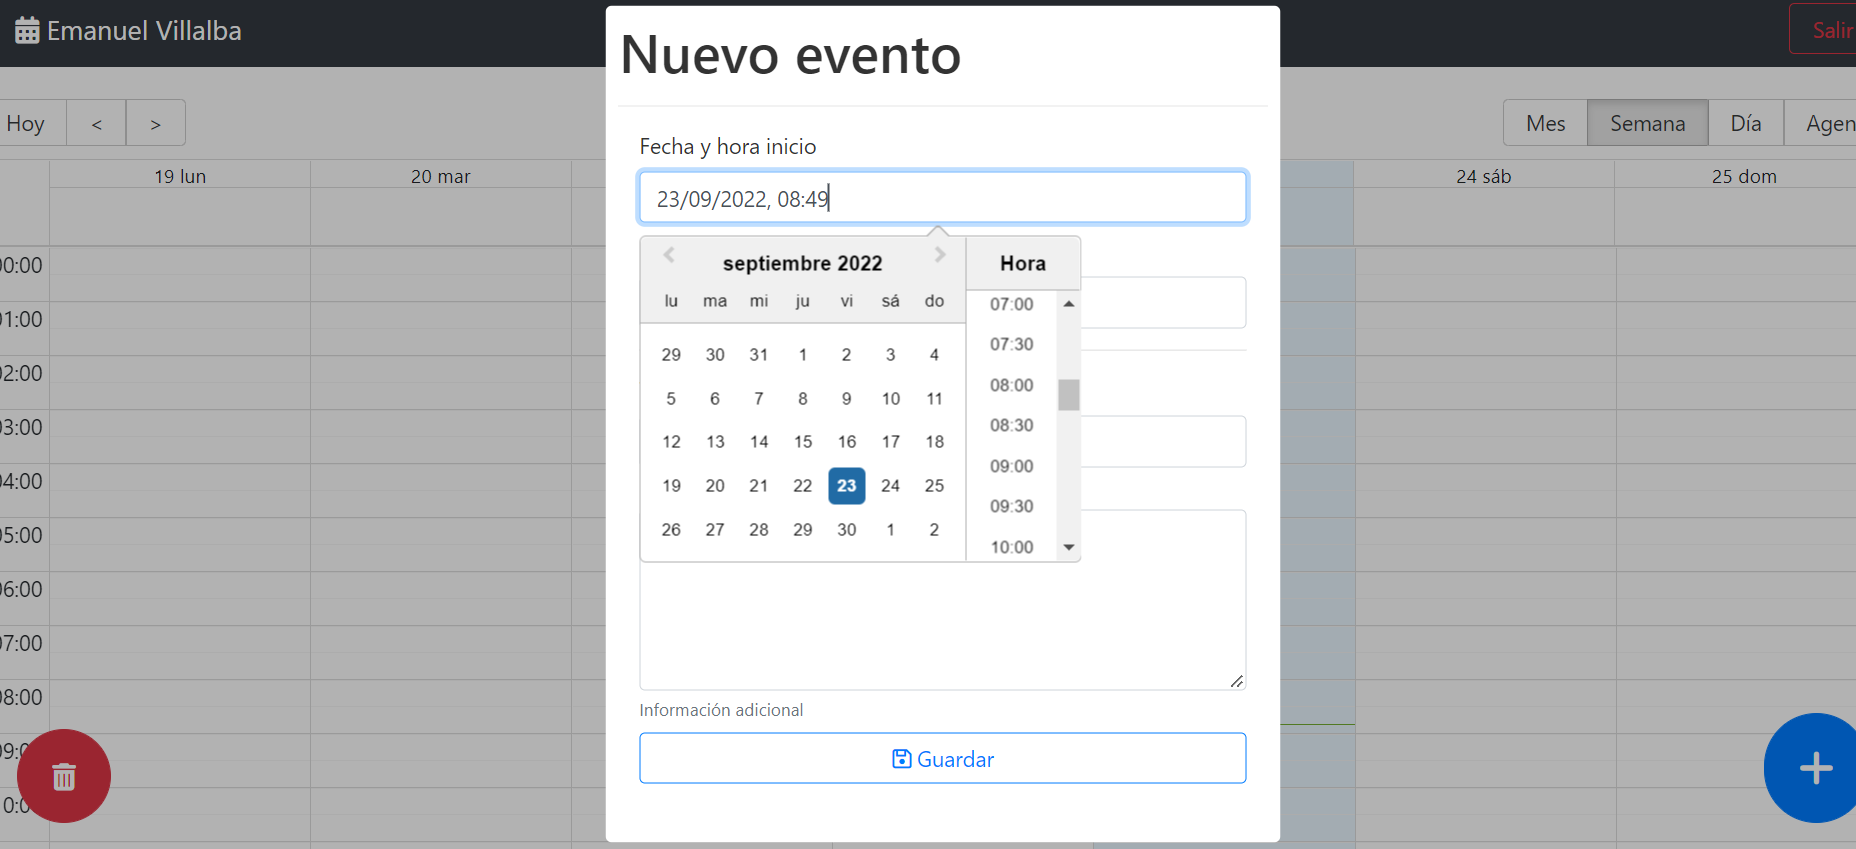 Emanuel Villalba
Salir
Hoy < >
Mes Semana Día Agen
19 lun 20 mar 24 sáb 25 dom
00:00
01:00
02:00
03:00
04:00
05:00
06:00
07:00
08:00
09:0
0:0
Nuevo evento
Fecha y hora inicio
23/09/2022, 08:49
septiembre 2022
lu ma mi ju vi sá do
29 30 31 1 2 3 4
5 6 7 8 9 10 11
12 13 14 15 16 17 18
19 20 21 22 23 24 25
26 27 28 29 30 1 2
Hora
07:00
07:30
08:00
08:30
09:00
09:30
10:00
Información adicional
Guardar